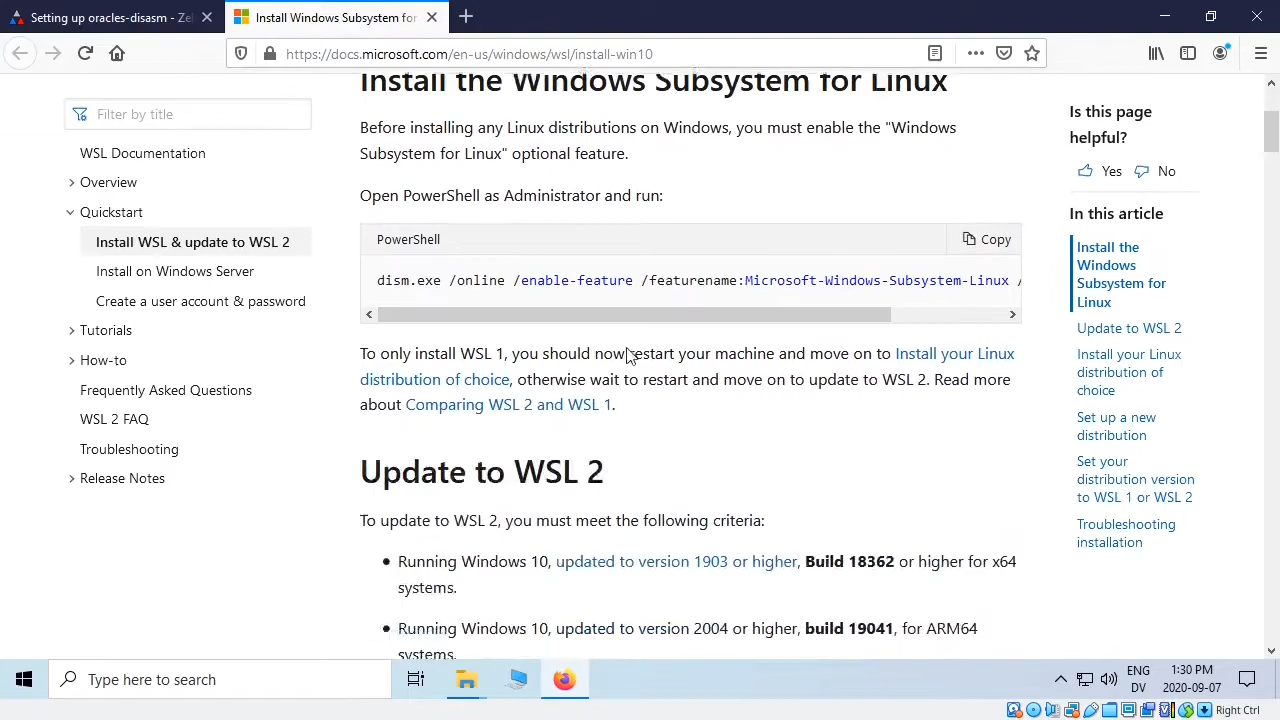 Setting up oracles-disasm - Zel
Install Windows Subsystem for
https://docs.microsoft.com/en-us/windows/wsl/install-win10
Filter by title
WSL Documentation
Overview
Quickstart
Install WSL & update to WSL 2
Install on Windows Server
Create a user account & password
Tutorials
How-to
Frequently Asked Questions
WSL 2 FAQ
Troubleshooting
Release Notes
Install the Windows Subsystem for Linux
Before installing any Linux distributions on Windows, you must enable the "Windows
Subsystem for Linux" optional feature.
Open PowerShell as Administrator and run:
PowerShell
Copy
dism.exe /online /enable-feature /featurename:Microsoft-Windows-Subsystem-Linux /
To only install WSL 1, you should now restart your machine and move on to Install your Linux
distribution of choice, otherwise wait to restart and move on to update to WSL 2. Read more
about Comparing WSL 2 and WSL 1.
Update to WSL 2
To update to WSL 2, you must meet the following criteria:
Running Windows 10, updated to version 1903 or higher, Build 18362 or higher for x64
systems.
Running Windows 10, updated to version 2004 or higher, build 19041, for ARM64
systems.
Is this page
helpful?
Yes
No
In this article
Install the
Windows
Subsystem for
Linux
Update to WSL 2
Install your Linux
distribution of
choice
Set up a new
distribution
Set your
distribution version
to WSL 1 or WSL 2
Troubleshooting
installation
Type here to search
ENG
DV
1:30 PM
2020-09-07
Right Ctrl